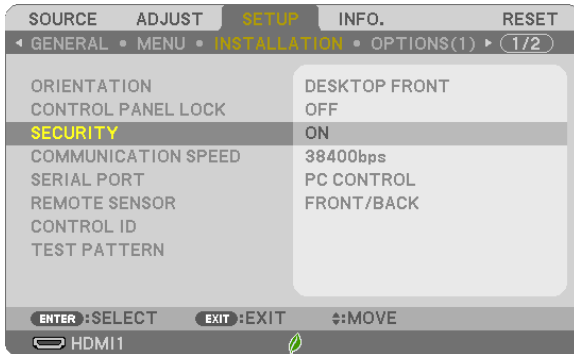 SOURCE ADJUST SETUP INFO. RESET
GENERAL • MENU • INSTALLATION • OPTIONS(1) 1/2
ORIENTATION DESKTOP FRONT
CONTROL PANEL LOCK OFF
SECURITY ON
COMMUNICATION SPEED 38400bps
SERIAL PORT PC CONTROL
REMOTE SENSOR FRONT/BACK
CONTROL ID
TEST PATTERN
ENTER :SELECT EXIT :EXIT :MOVE
HDMI1